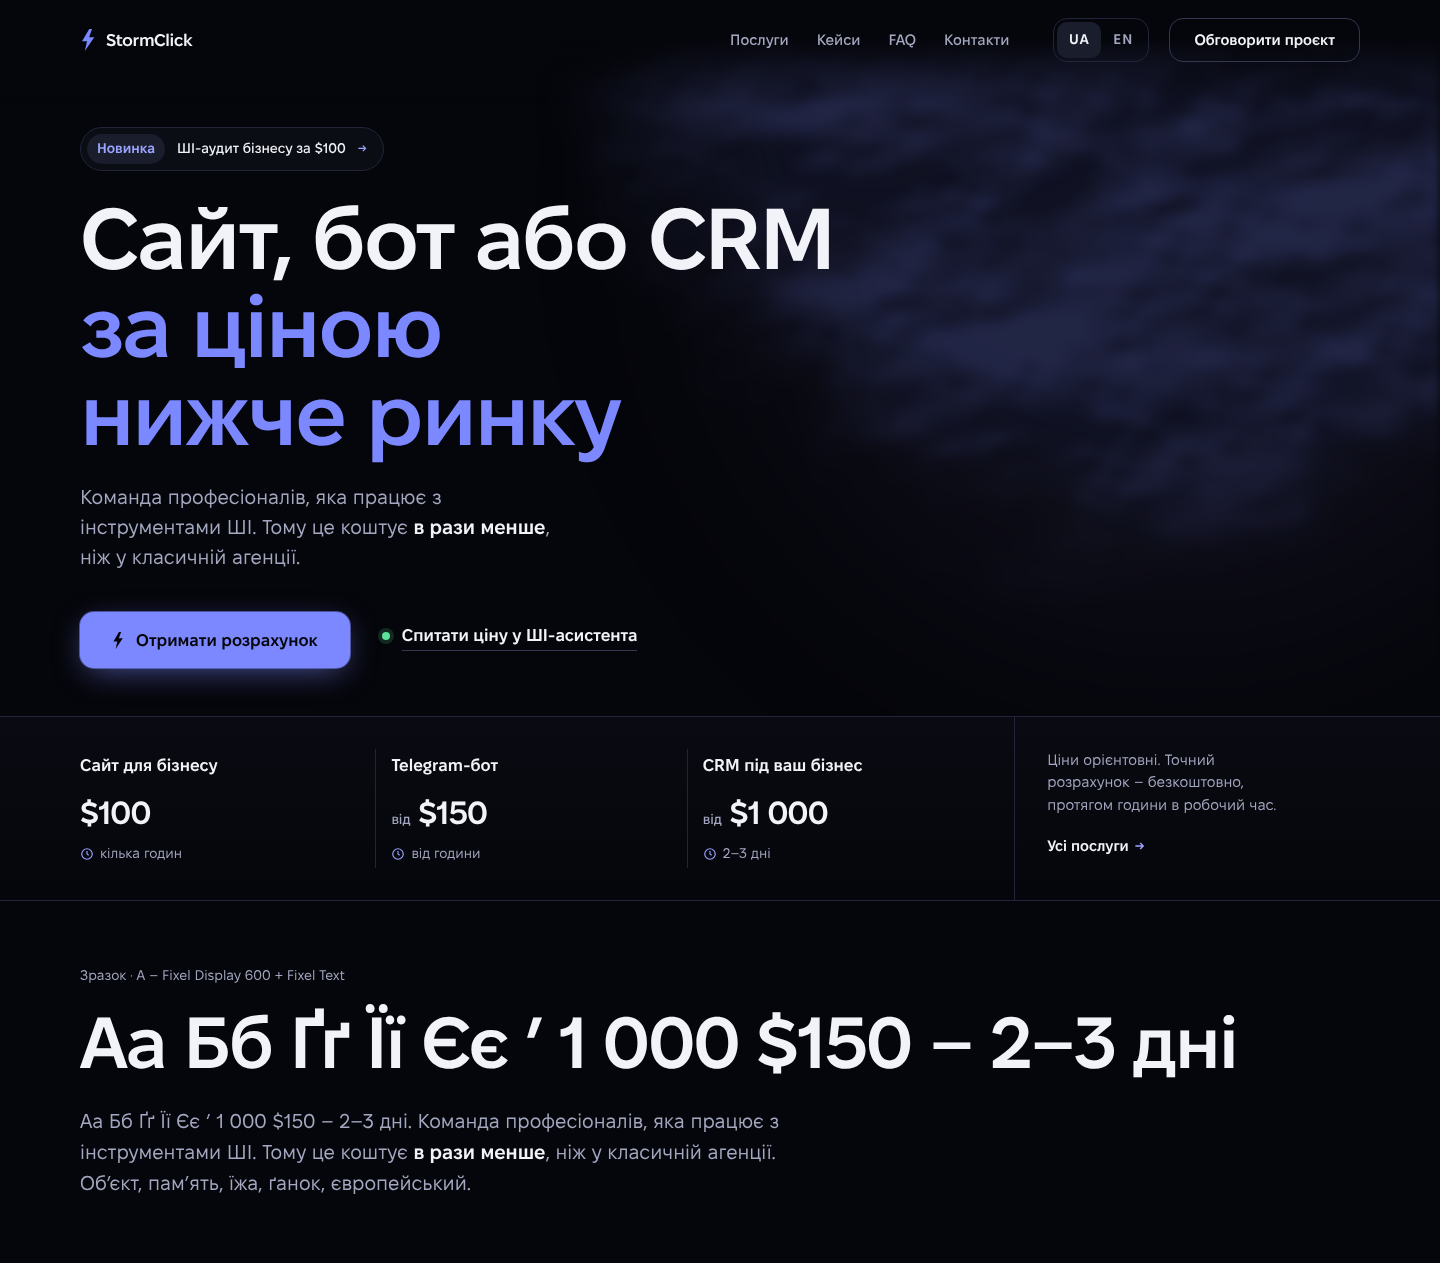 StormClick
Послуги Кейси FAQ Контакти UA EN Обговорити проєкт
Новинка ШІ-аудит бізнесу за $100 →
Сайт, бот або CRM
за ціною
нижче ринку
Команда професіоналів, яка працює з
інструментами ШІ. Тому це коштує в рази менше,
ніж у класичній агенції.
Отримати розрахунок
Спитати ціну у ШІ-асистента
Сайт для бізнесу
$100
кілька годин
Telegram-бот
від $150
від години
CRM під ваш бізнес
від $1 000
2–3 дні
Ціни орієнтовні. Точний
розрахунок – безкоштовно,
протягом години в робочий час.
Усі послуги →
Зразок · A – Fixel Display 600 + Fixel Text
Аа Бб Ґґ Її Єє ʼ 1 000 $150 – 2–3 дні
Аа Бб Ґґ Її Єє ʼ 1 000 $150 – 2–3 дні. Команда професіоналів, яка працює з
інструментами ШІ. Тому це коштує в рази менше, ніж у класичній агенції.
Обʼєкт, памʼять, їжа, ґанок, європейський.